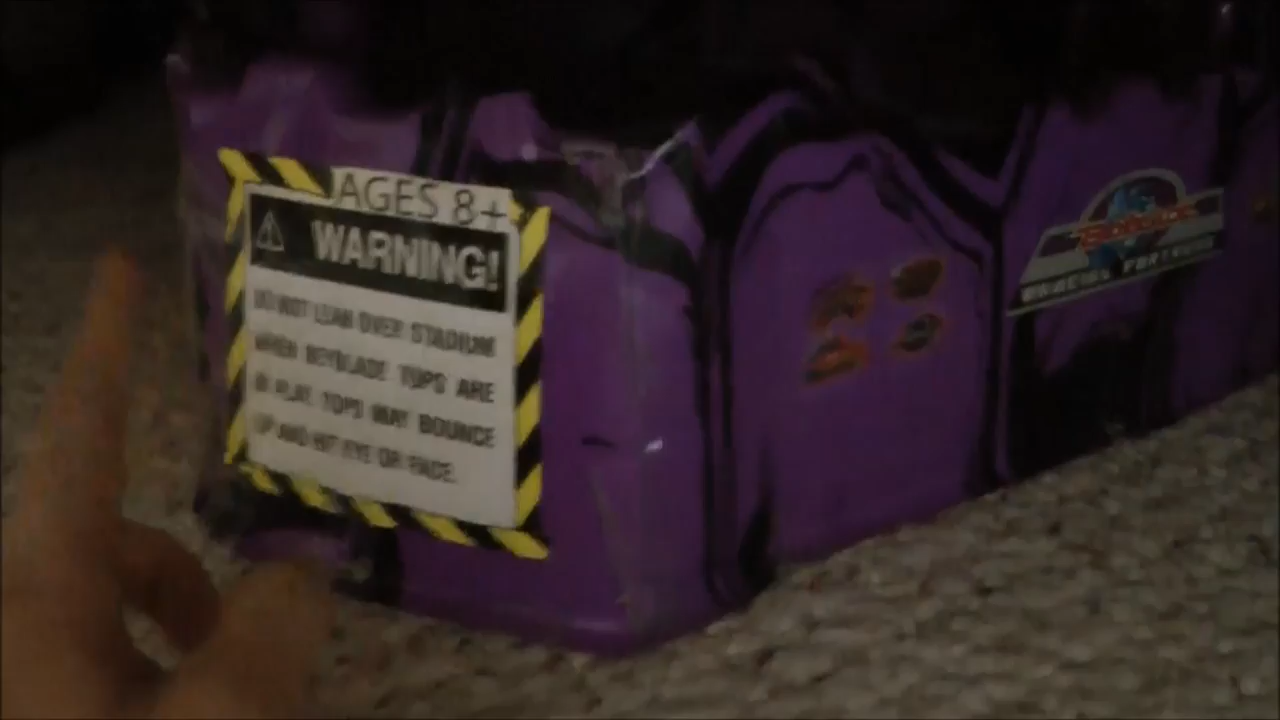 AGES 8+
WARNING!
DO NOT LEAN OVER STADIUM
WHEN BEYBLADE TOPS ARE
IN PLAY. TOPS MAY BOUNCE
UP AND HIT EYE OR FACE.